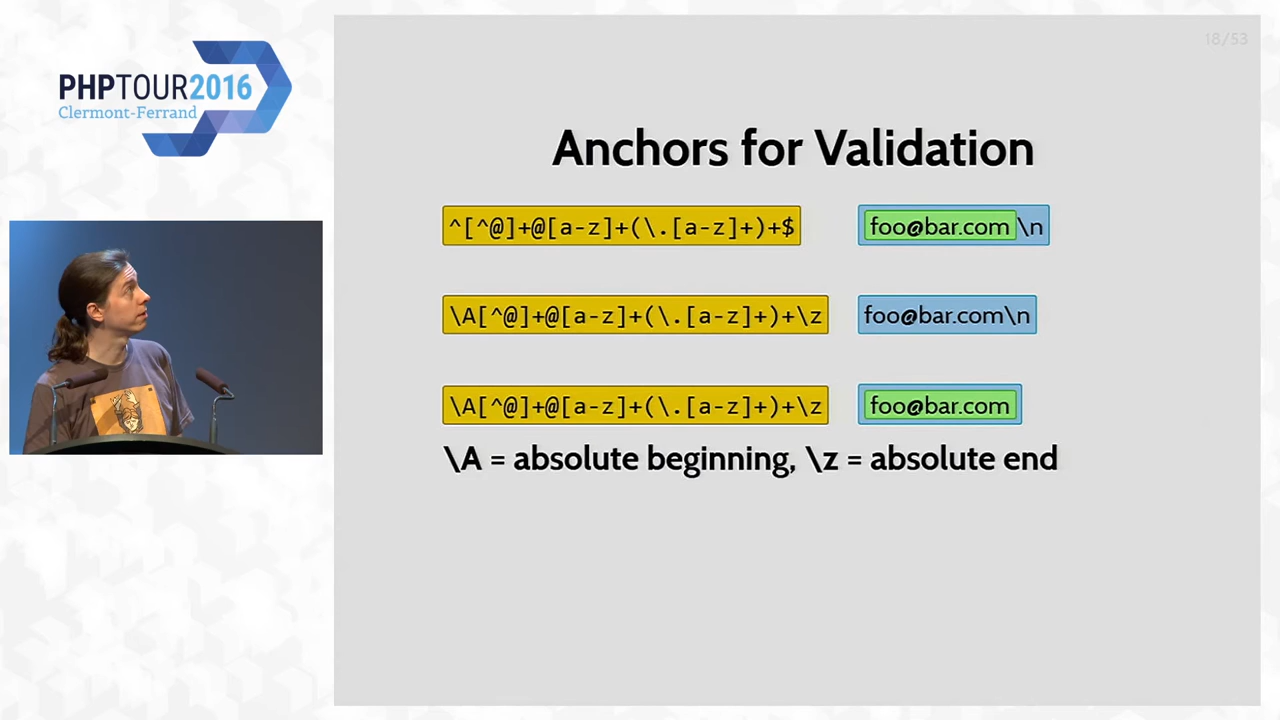 PHPTOUR2016
Clermont-Ferrand
18/53
Anchors for Validation
^[^@]+@[a-z]+(\.[a-z]+)+$ foo@bar.com\n
\A[^@]+@[a-z]+(\.[a-z]+)+\z foo@bar.com\n
\A[^@]+@[a-z]+(\.[a-z]+)+\z foo@bar.com
\A = absolute beginning, \z = absolute end